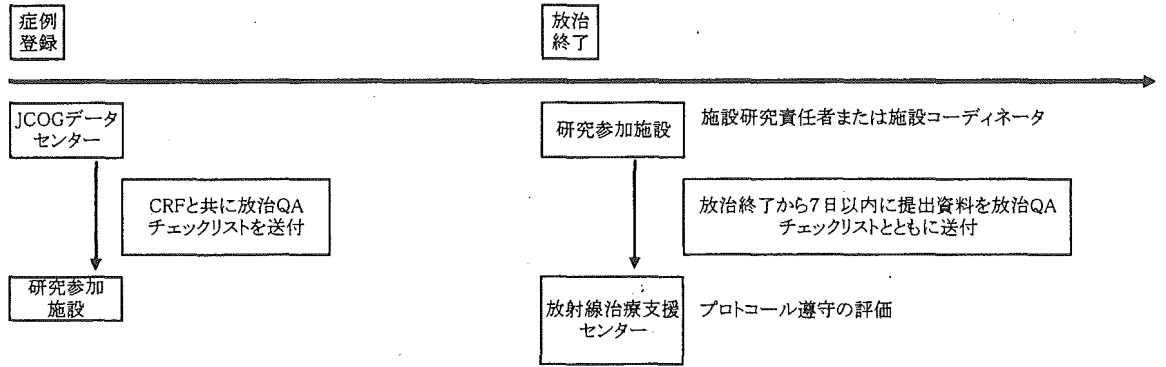 症例
登録
放治
終了
JCOGデータ
センター
研究参加施設
施設研究責任者または施設コーディネータ
CRFと共に放治QA
チェックリストを送付
放治終了から7日以内に提出資料を放治QA
チェックリストとともに送付
研究参加
施設
放射線治療支援
センター
プロトコール遵守の評価